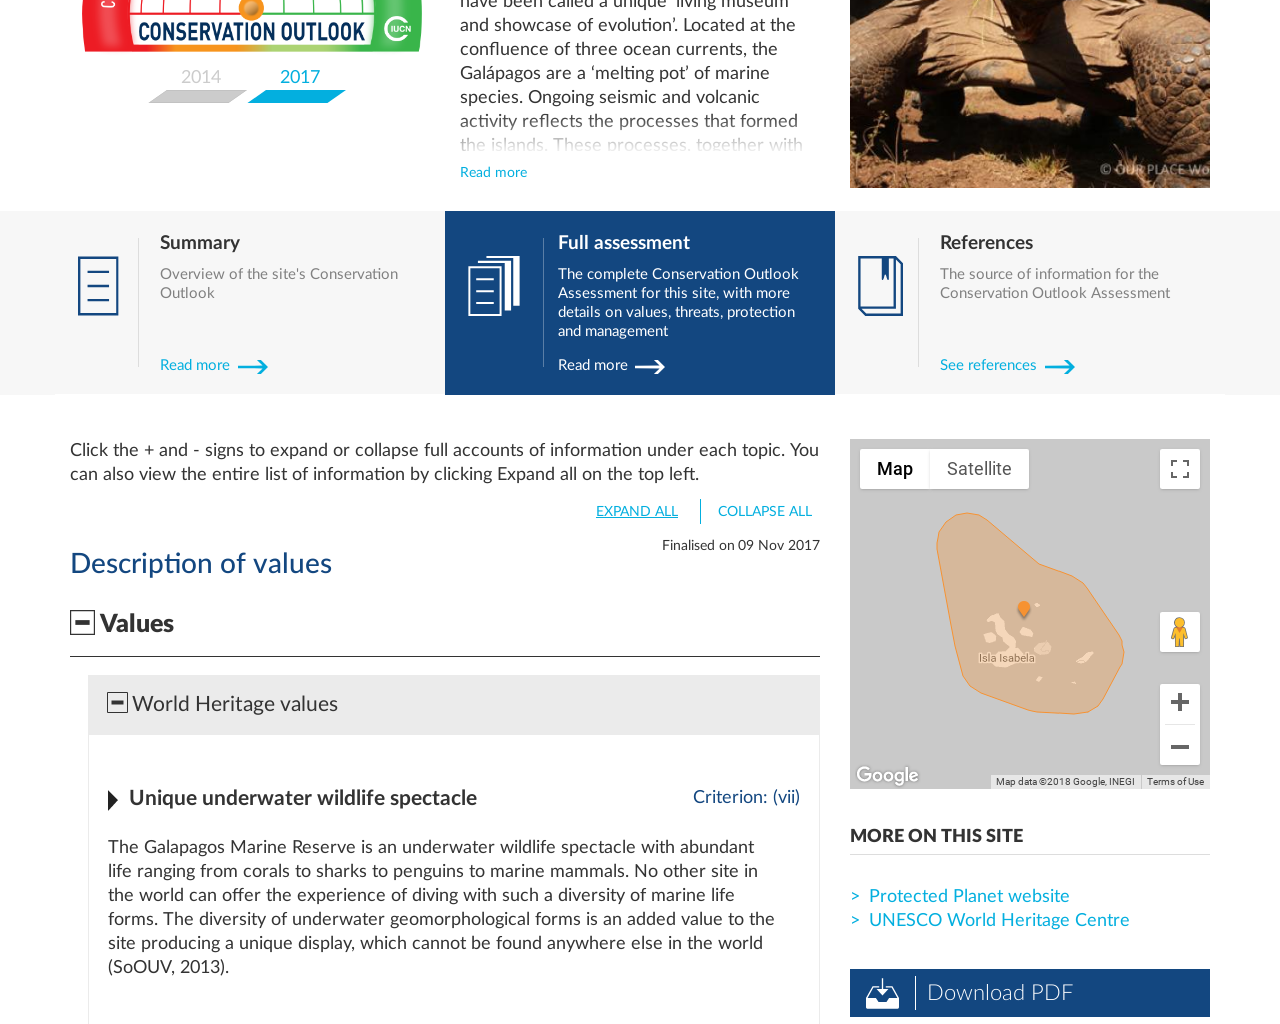 CONSERVATION OUTLOOK
IUCN
2014
2017
have been called a unique ‘living museum
and showcase of evolution’. Located at the
confluence of three ocean currents, the
Galápagos are a ‘melting pot’ of marine
species. Ongoing seismic and volcanic
activity reflects the processes that formed
the islands. These processes, together with
Read more
© OUR PLACE Wo
Summary
Overview of the site's Conservation
Outlook
Read more
Full assessment
The complete Conservation Outlook
Assessment for this site, with more
details on values, threats, protection
and management
Read more
References
The source of information for the
Conservation Outlook Assessment
See references
Click the + and - signs to expand or collapse full accounts of information under each topic. You
can also view the entire list of information by clicking Expand all on the top left.
EXPAND ALL
COLLAPSE ALL
Finalised on 09 Nov 2017
Description of values
Values
World Heritage values
Unique underwater wildlife spectacle
Criterion: (vii)
The Galapagos Marine Reserve is an underwater wildlife spectacle with abundant
life ranging from corals to sharks to penguins to marine mammals. No other site in
the world can offer the experience of diving with such a diversity of marine life
forms. The diversity of underwater geomorphological forms is an added value to the
site producing a unique display, which cannot be found anywhere else in the world
(SoOUV, 2013).
Map
Satellite
Isla Isabela
Google
Map data ©2018 Google, INEGI
Terms of Use
MORE ON THIS SITE
> Protected Planet website
> UNESCO World Heritage Centre
Download PDF